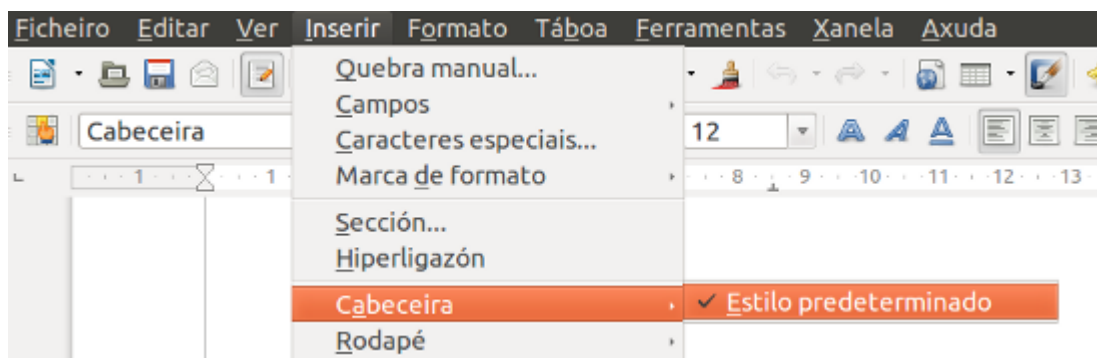 Ficheiro Editar Ver Inserir Formato Táboa Ferramentas Xanela Axuda
Quebra manual...
Campos
Cabeceira
Caracteres especiais...
12
Marca de formato
1 1 8 9 10 11 12 13
Sección...
Hiperligazón
Cabeceira
Estilo predeterminado
Rodapé